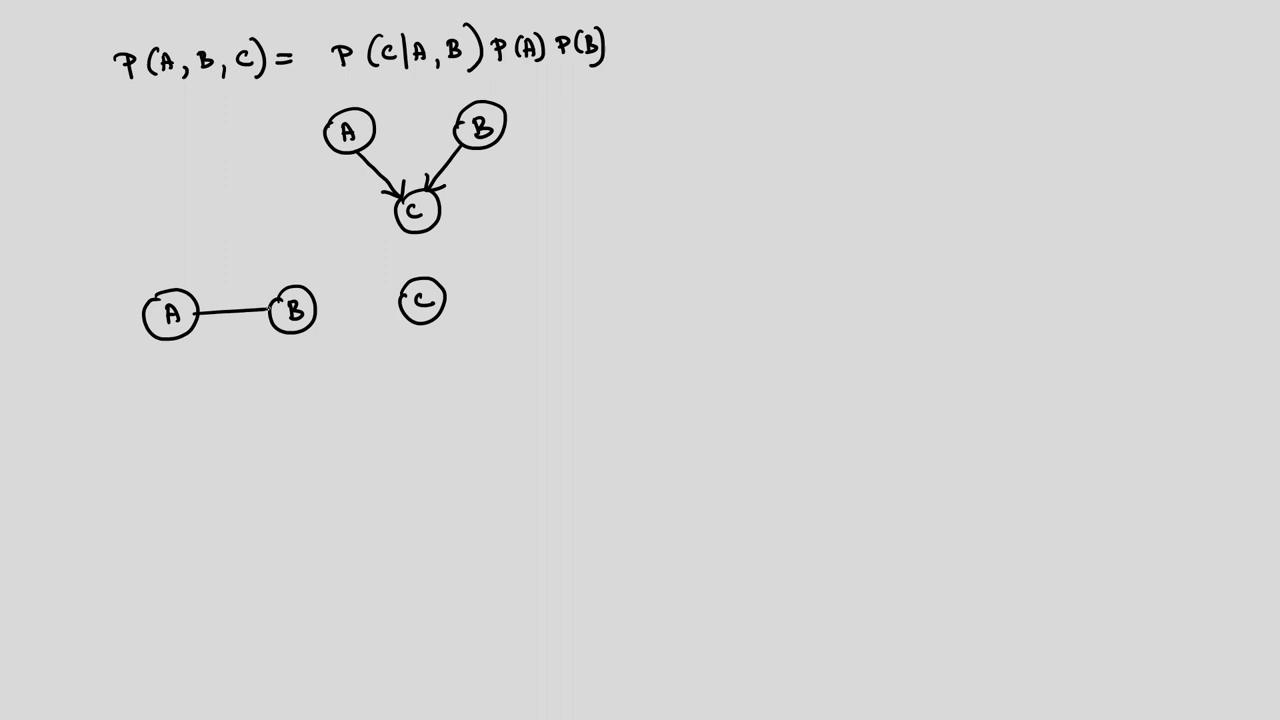 P(A, B, C) = P(C|A, B) P(A) P(B)
A B
C
A B C